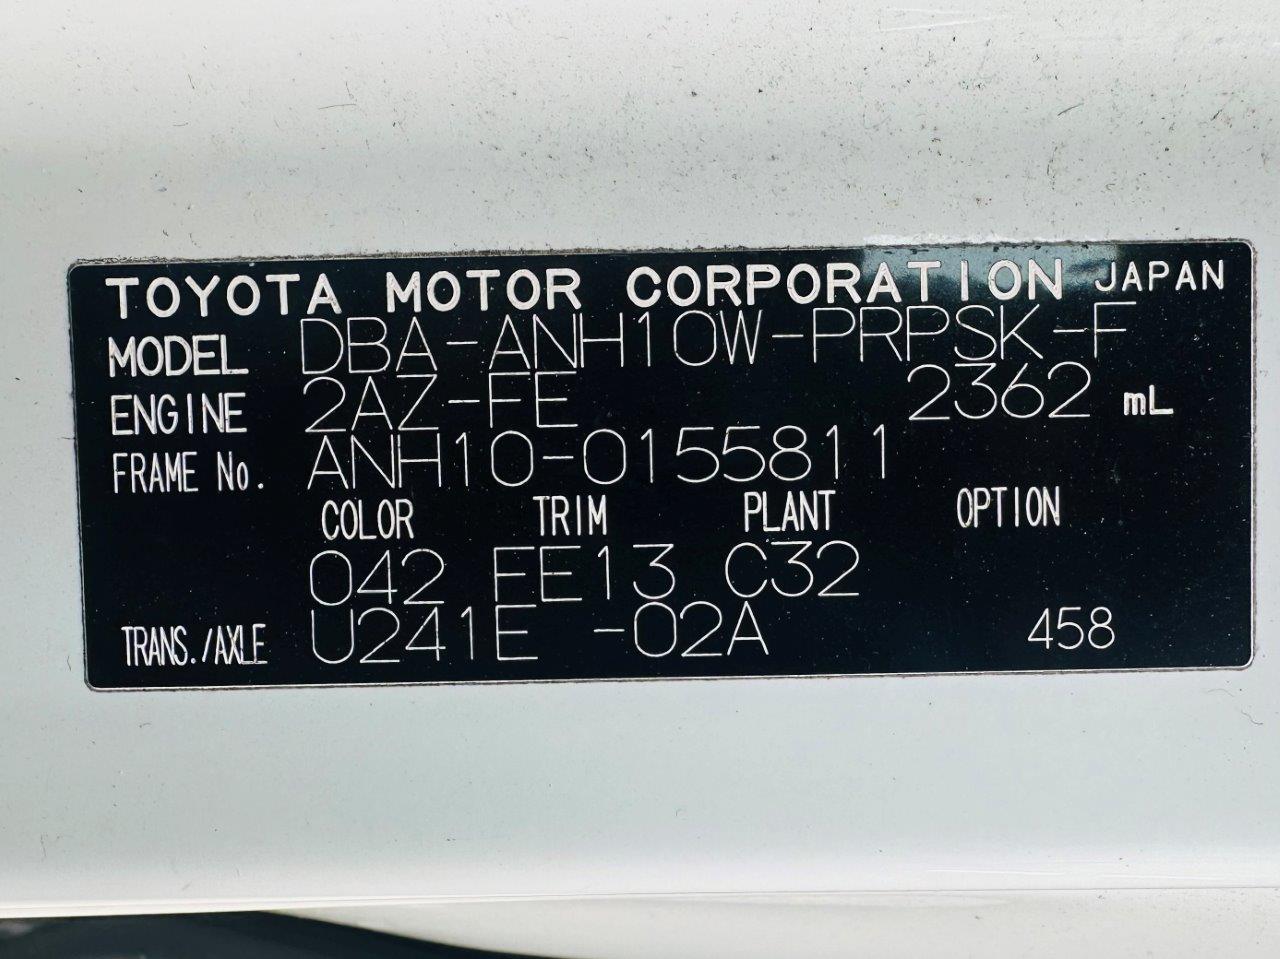 TOYOTA MOTOR CORPORATION JAPAN
MODEL DBA-ANH10W-PRPSK-F
ENGINE 2AZ-FE 2362 mL
FRAME No. ANH10-0155811
COLOR TRIM PLANT OPTION
042 FE13 C32
TRANS./AXLE U241E -02A 458